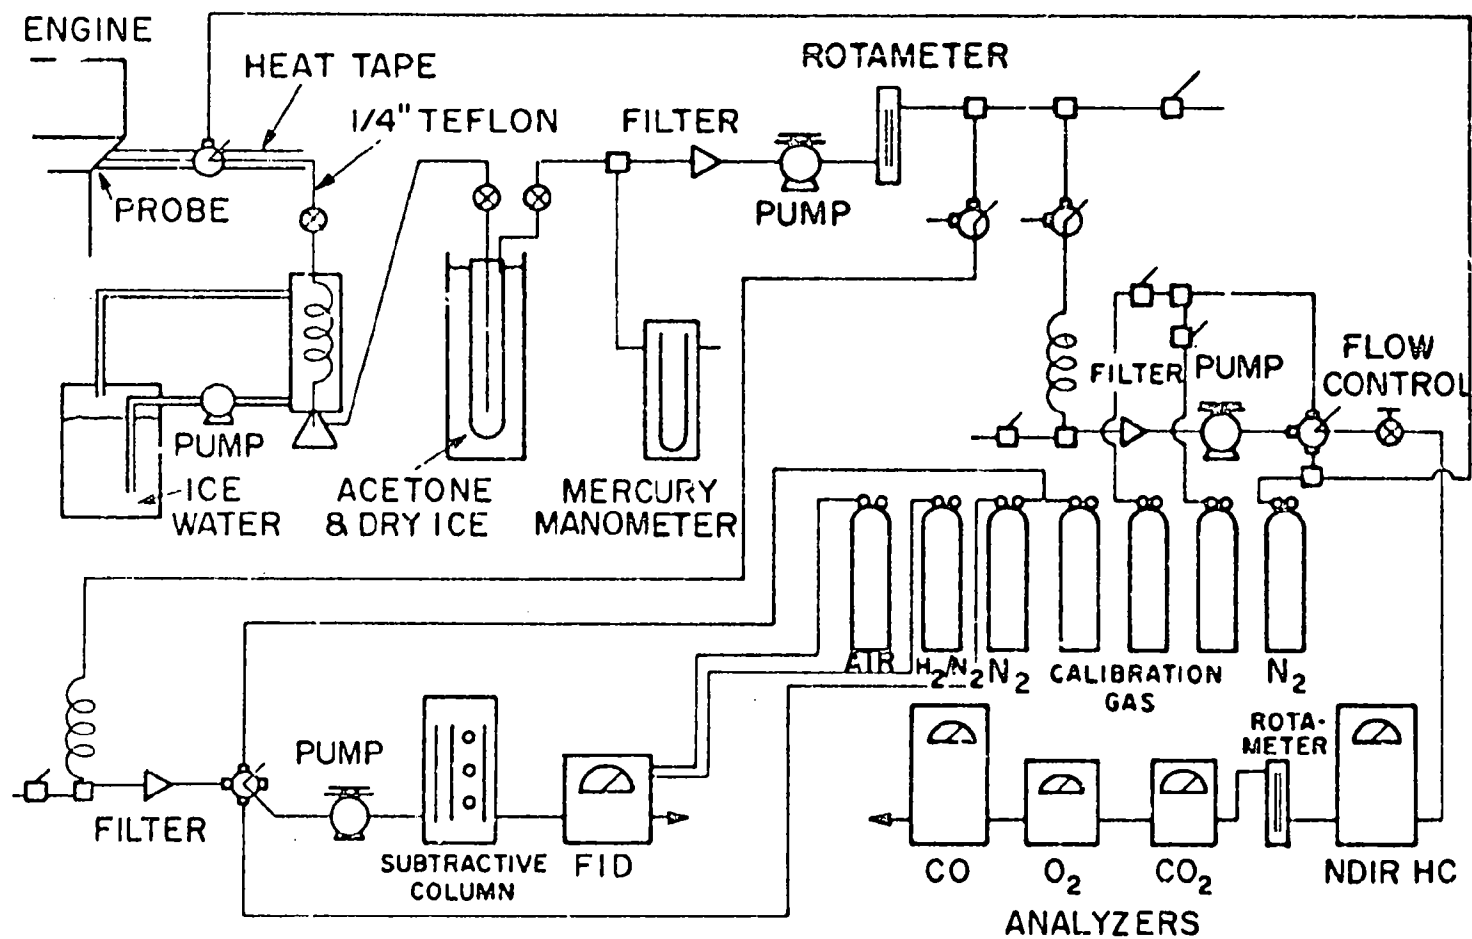 ENGINE
HEAT TAPE
1/4" TEFLON
PROBE
FILTER
PUMP
ROTAMETER
PUMP
ICE
WATER
ACETONE
& DRY ICE
MERCURY
MANOMETER
FILTER
PUMP
FLOW
CONTROL
AIR
H2/N2
N2
CALIBRATION
GAS
N2
FILTER
PUMP
SUBTRACTIVE
COLUMN
FID
CO
O2
CO2
ROTA-
METER
NDIR HC
ANALYZERS